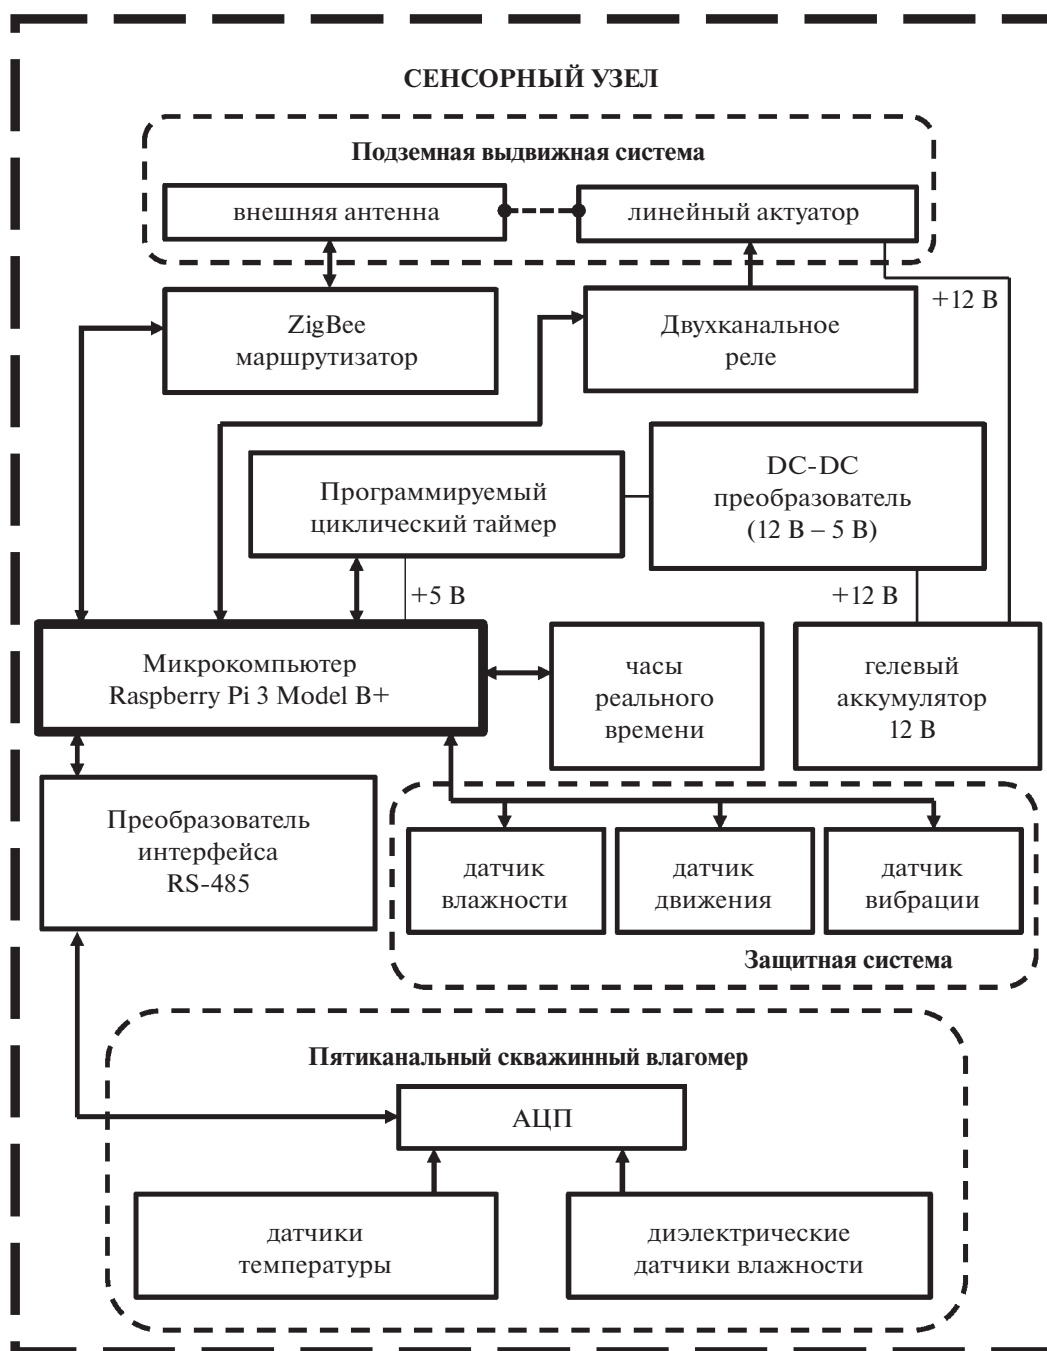 СЕНСОРНЫЙ УЗЕЛ
Подземная выдвижная система
внешняя антенна
линейный актуатор
+12 В
ZigBee
маршрутизатор
Двухканальное
реле
DC-DC
преобразователь
(12 В – 5 В)
Программируемый
циклический таймер
+5 В
+12 В
Микрокомпьютер
Raspberry Pi 3 Model B+
часы
реального
времени
гелевый
аккумулятор
12 В
Преобразователь
интерфейса
RS-485
датчик
влажности
датчик
движения
датчик
вибрации
Защитная система
Пятиканальный скважинный влагомер
АЦП
датчики
температуры
диэлектрические
датчики влажности